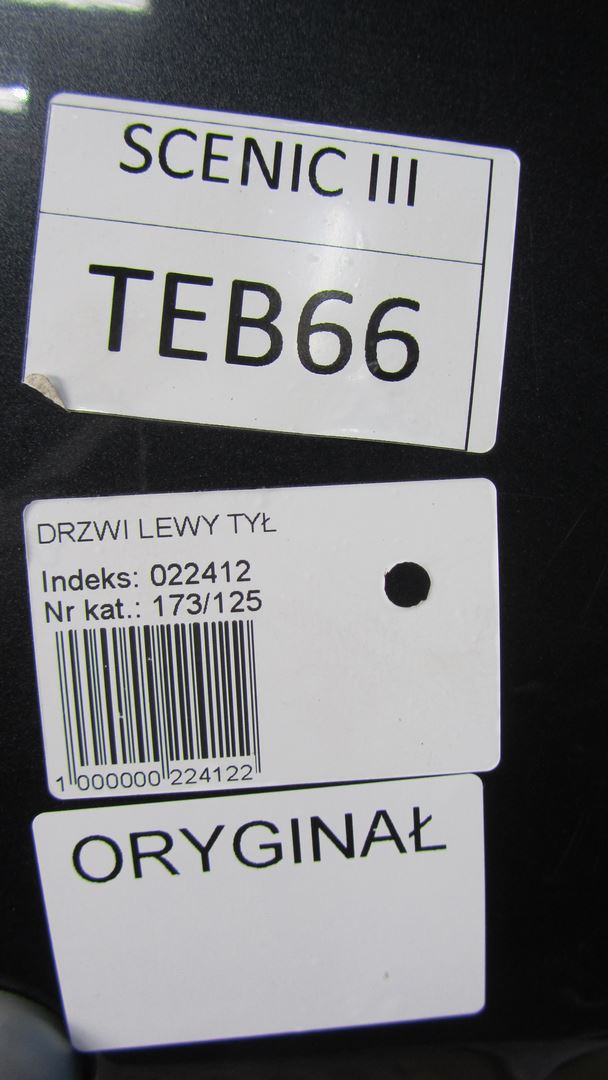 SCENIC III
TEB66
DRZWI LEWY TYŁ
Indeks: 022412
Nr kat.: 173/125
1 000000 224122
ORYGINAŁ